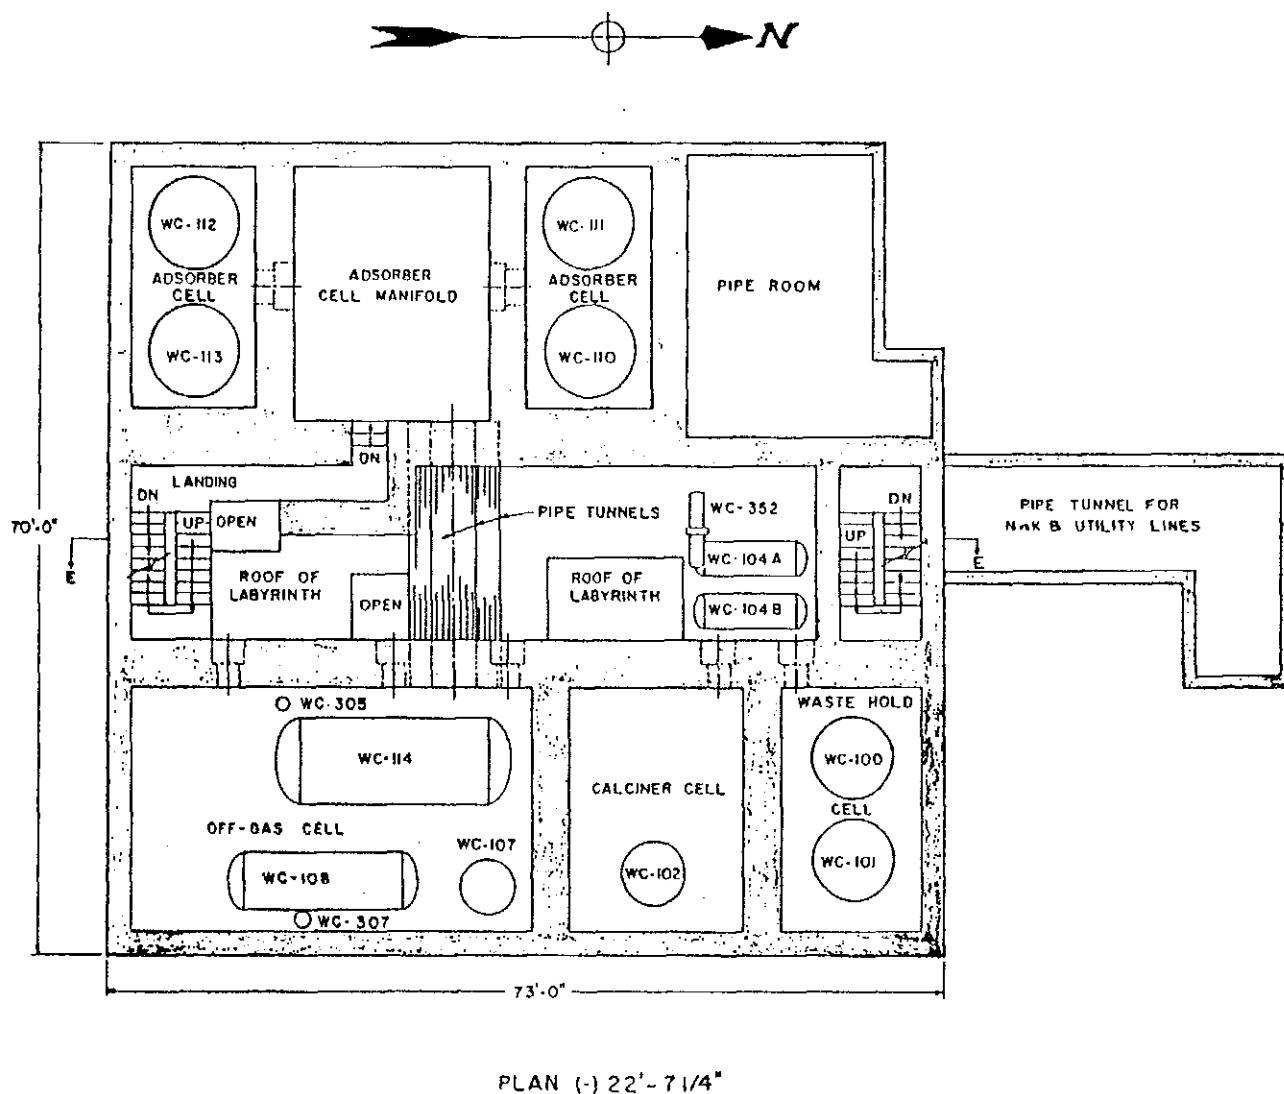 N
WC-112
ADSORBER
CELL
WC-113
ADSORBER
CELL MANIFOLD
WC-111
ADSORBER
CELL
WC-110
PIPE ROOM
DN
LANDING
DN
UP
OPEN
70'-0"
E
ROOF OF
LABYRINTH
OPEN
PIPE TUNNELS
ROOF OF
LABYRINTH
WC-352
WC-104A
WC-104B
DN
UP
E
PIPE TUNNEL FOR
NaK B UTILITY LINES
WC-305
WC-114
OFF-GAS CELL
WC-107
WC-108
WC-307
CALCINER CELL
WC-102
WASTE HOLD
WC-100
CELL
WC-101
73'-0"
PLAN (-) 22'-7 1/4"